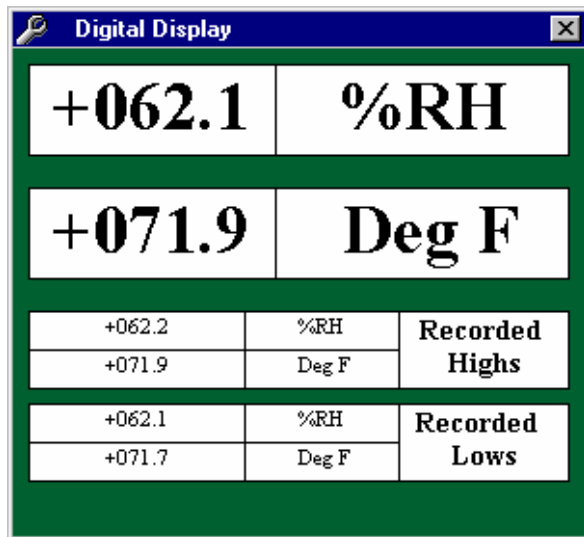 Digital Display
+062.1 %RH
+071.9 Deg F
+062.2 %RH Recorded
+071.9 Deg F Highs
+062.1 %RH Recorded
+071.7 Deg F Lows